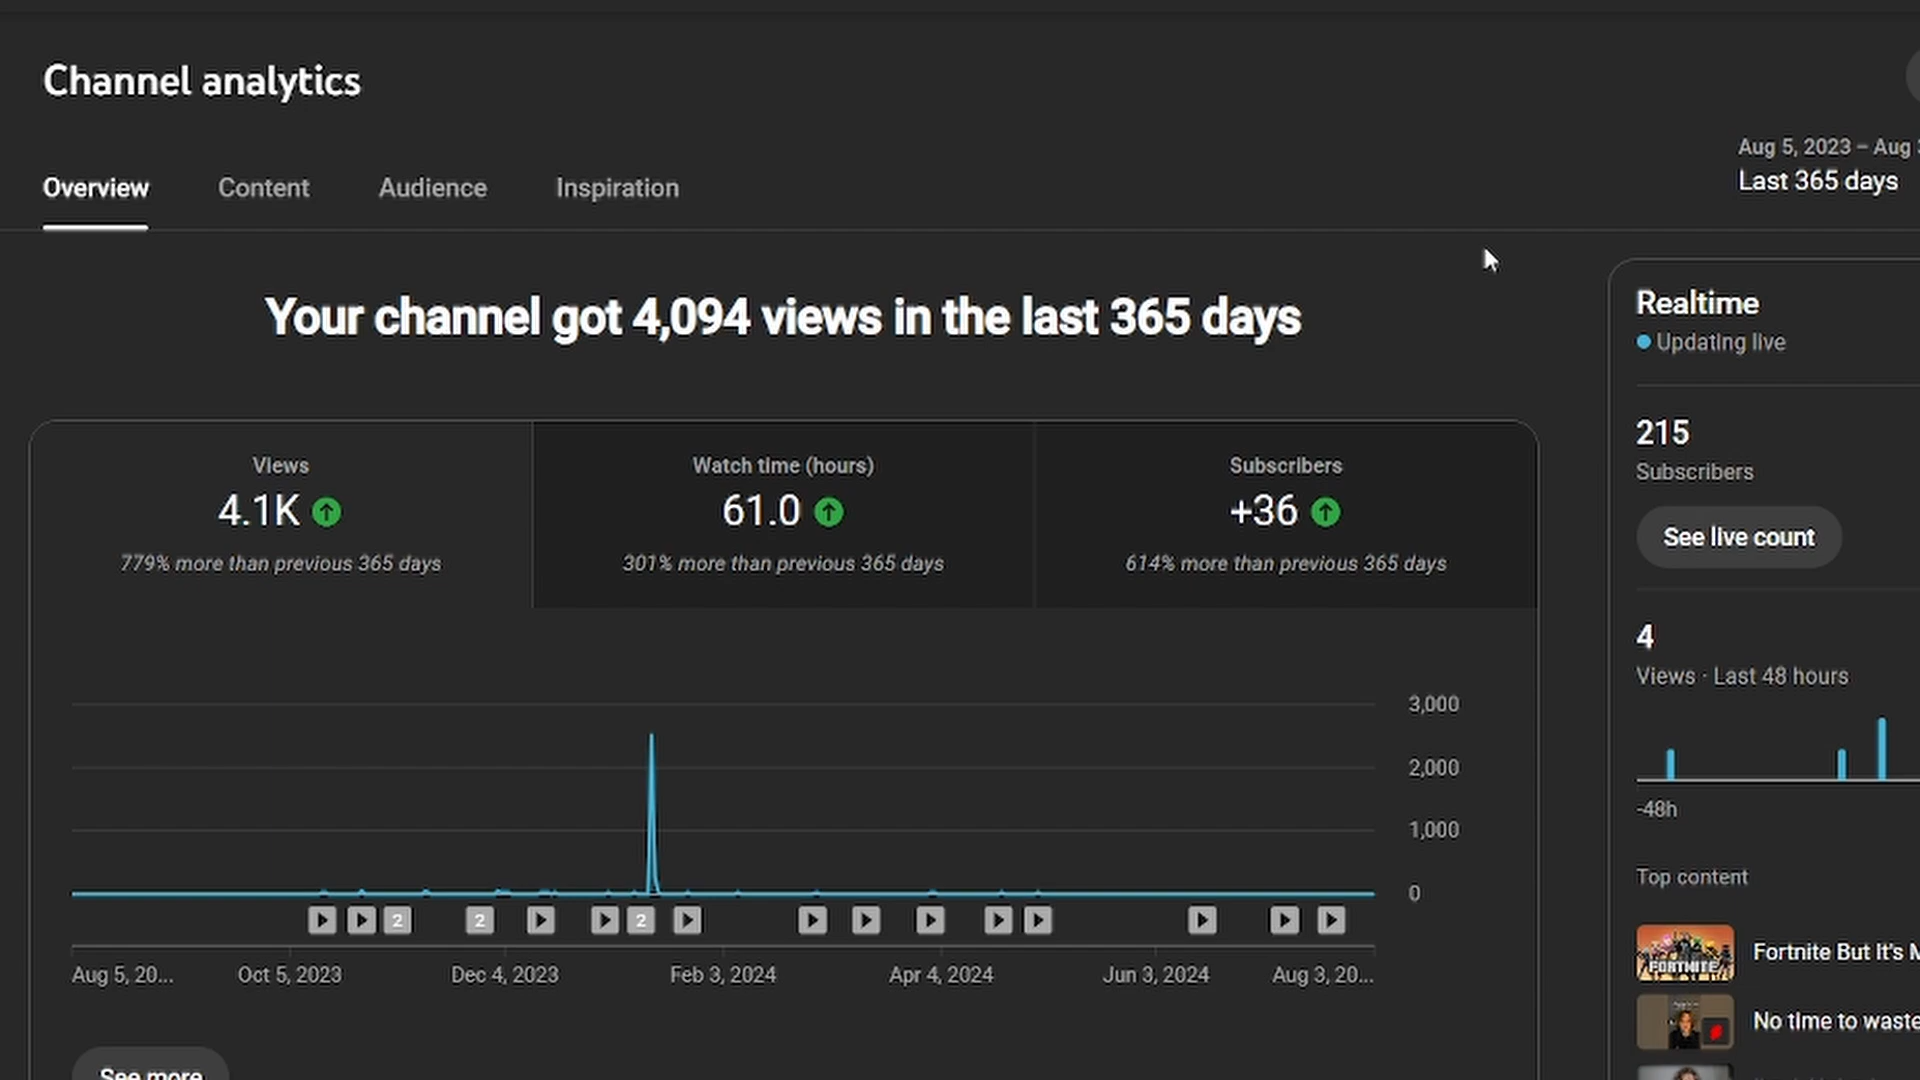 Channel analytics
Aug 5, 2023 – Aug
Last 365 days
Overview
Content
Audience
Inspiration
Your channel got 4,094 views in the last 365 days
Views
4.1K
779% more than previous 365 days
Watch time (hours)
61.0
301% more than previous 365 days
Subscribers
+36
614% more than previous 365 days
3,000
2,000
1,000
0
2
2
2
Aug 5, 20...
Oct 5, 2023
Dec 4, 2023
Feb 3, 2024
Apr 4, 2024
Jun 3, 2024
Aug 3, 20...
See more
Realtime
Updating live
215
Subscribers
See live count
4
Views · Last 48 hours
-48h
Top content
FORTNITE
Fortnite But It's
No time to waste